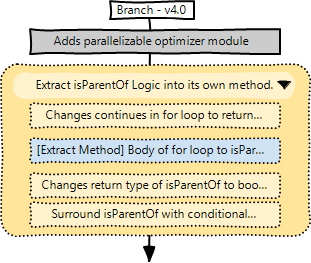 Branch - v4.0
Adds parallelizable optimizer module
Extract isParentOf Logic into its own method.
Changes continues in for loop to return...
[Extract Method] Body of for loop to isPar...
Changes return type of isParentOf to boo...
Surround isParentOf with conditional...